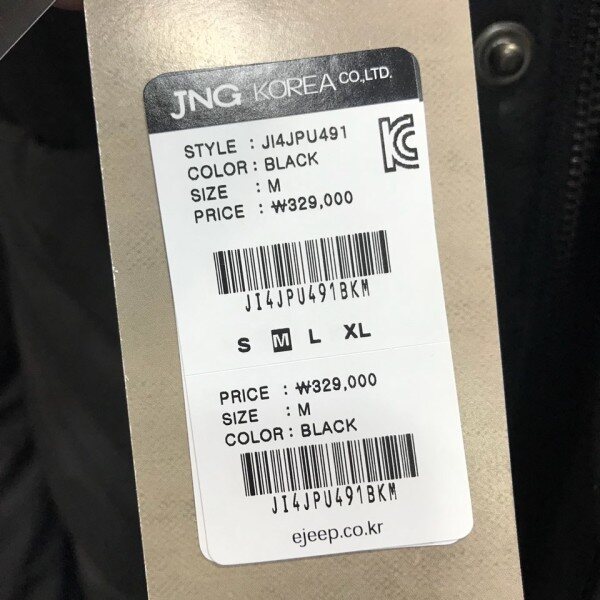 JNG KOREA CO.,LTD.
STYLE : JI4JPU491
COLOR : BLACK
SIZE : M
PRICE : ₩329,000
JI4JPU491BKM
S M L XL
PRICE : ₩329,000
SIZE : M
COLOR : BLACK
JI4JPU491BKM
ejeep.co.kr